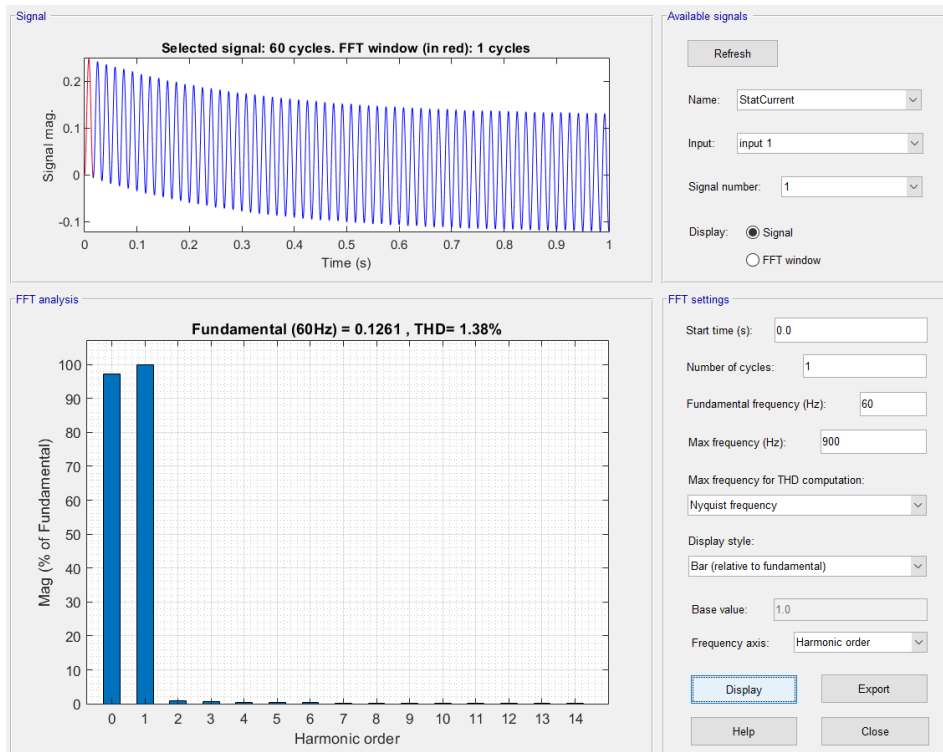 Signal
Selected signal: 60 cycles. FFT window (in red): 1 cycles
Signal mag.
0.2
0.1
0
-0.1
0 0.1 0.2 0.3 0.4 0.5 0.6 0.7 0.8 0.9 1
Time (s)
Available signals
Refresh
Name: StatCurrent
Input: input 1
Signal number: 1
Display: Signal
FFT window
FFT analysis
Fundamental (60Hz) = 0.1261 , THD= 1.38%
Mag (% of Fundamental)
100
90
80
70
60
50
40
30
20
10
0
0 1 2 3 4 5 6 7 8 9 10 11 12 13 14
Harmonic order
FFT settings
Start time (s): 0.0
Number of cycles: 1
Fundamental frequency (Hz): 60
Max frequency (Hz): 900
Max frequency for THD computation:
Nyquist frequency
Display style:
Bar (relative to fundamental)
Base value: 1.0
Frequency axis: Harmonic order
Display Export
Help Close